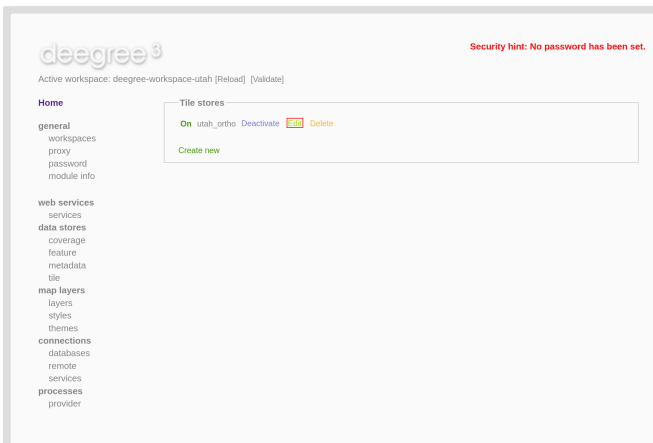 deegree 3
Security hint: No password has been set.
Active workspace: deegree-workspace-utah [Reload] [Validate]
Home
general
workspaces
proxy
password
module info
web services
services
data stores
coverage
feature
metadata
tile
map layers
layers
styles
themes
connections
databases
remote
services
processes
provider
Tile stores
On utah_ortho Deactivate Edit Delete
Create new